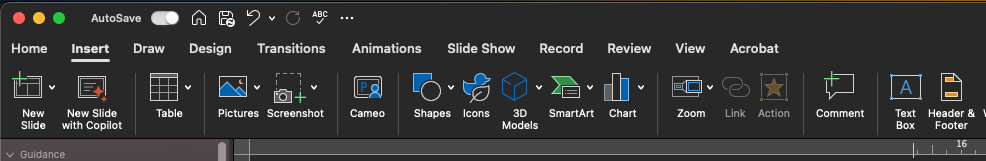 AutoSave ABC
Home Insert Draw Design Transitions Animations Slide Show Record Review View Acrobat
New Slide
New Slide with Copilot
Table
Pictures
Screenshot
Cameo
Shapes
Icons
3D Models
SmartArt
Chart
Zoom
Link
Action
Comment
A
Text Box
Header & Footer
Guidance
16